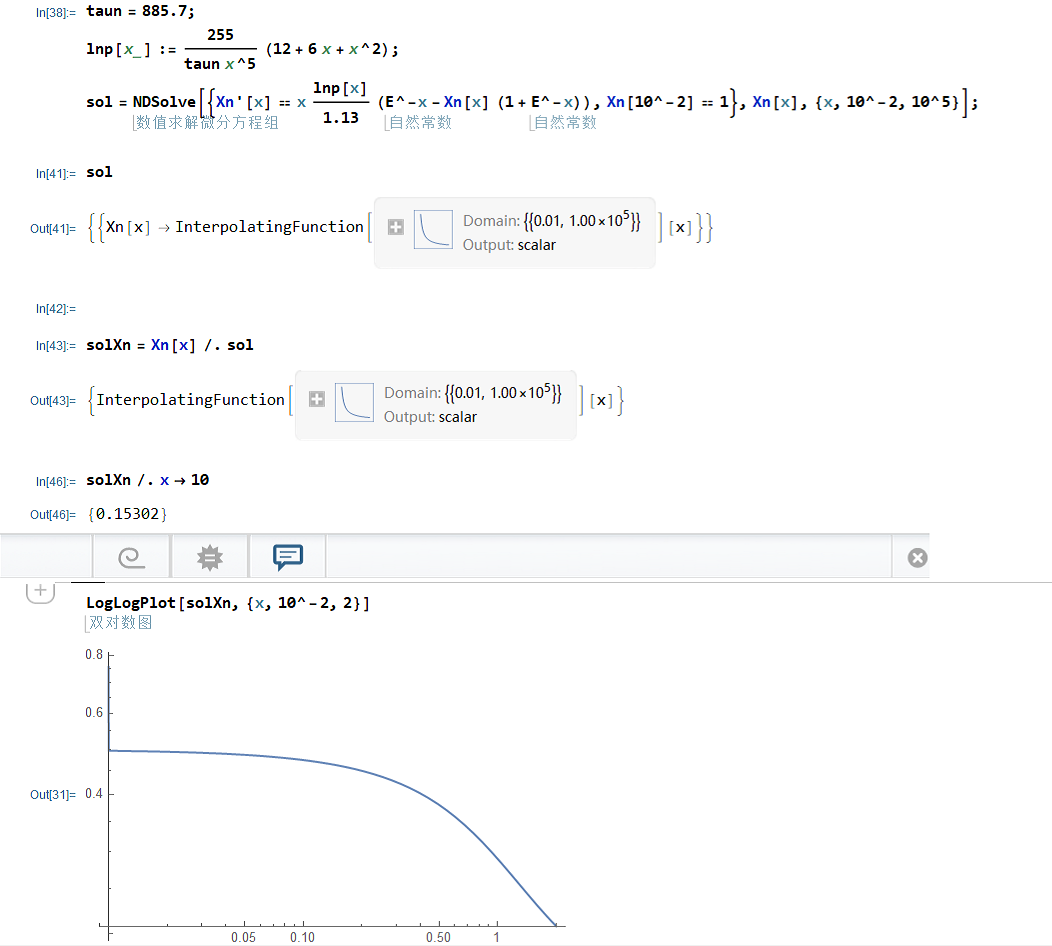 In[38]:= taun = 885.7;
lnp[x_] := 255 / (taun x^5) (12 + 6 x + x^2);
sol = NDSolve[{Xn'[x] == x lnp[x] / 1.13 (E^-x - Xn[x] (1 + E^-x)), Xn[10^-2] == 1}, Xn[x], {x, 10^-2, 10^5}];
数值求解微分方程组 自然常数 自然常数
In[41]:= sol
Out[41]= {{Xn[x] → InterpolatingFunction[ Domain: {{0.01, 1.00×10^5}} Output: scalar ][x]}}
In[42]:=
In[43]:= solXn = Xn[x] /. sol
Out[43]= {InterpolatingFunction[ Domain: {{0.01, 1.00×10^5}} Output: scalar ][x]}
In[46]:= solXn /. x → 10
Out[46]= {0.15302}
LogLogPlot[solXn, {x, 10^-2, 2}]
双对数图
0.8
0.6
Out[31]= 0.4
0.05 0.10 0.50 1